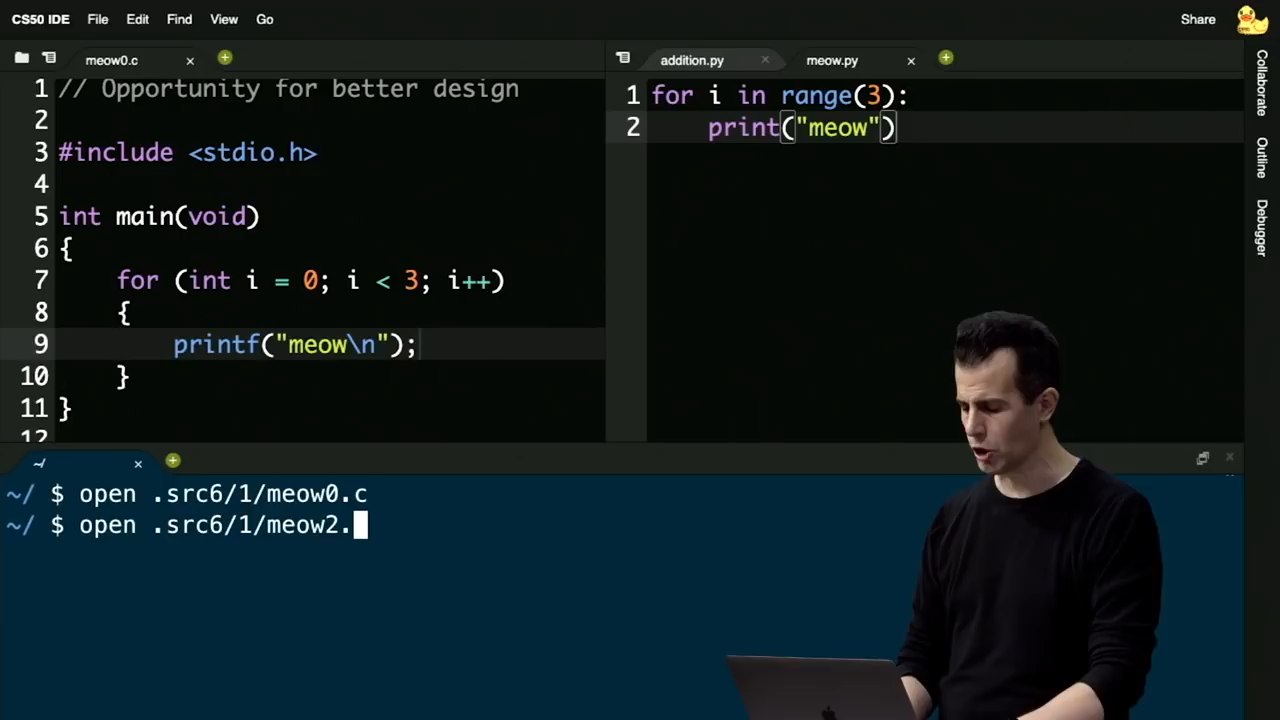 CS50 IDE File Edit Find View Go Share
meow0.c
1 // Opportunity for better design
2
3 #include <stdio.h>
4
5 int main(void)
6 {
7     for (int i = 0; i < 3; i++)
8     {
9         printf("meow\n");
10     }
11 }
12
addition.py meow.py
1 for i in range(3):
2     print("meow")
Collaborate
Outline
Debugger
~/
~/ $ open .src6/1/meow0.c
~/ $ open .src6/1/meow2.